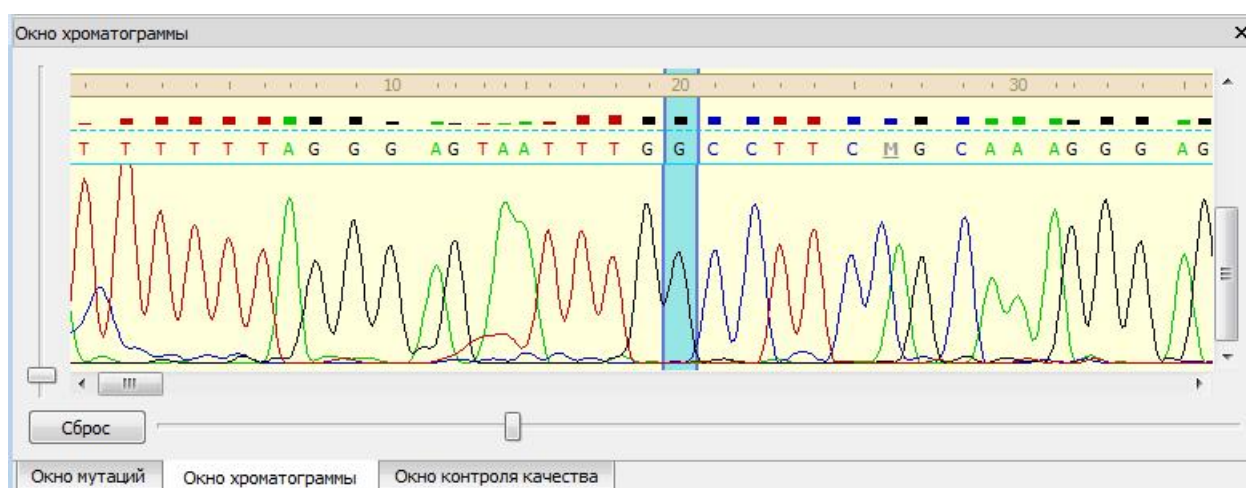 Окно хроматограммы
10 20 30
T T T T T T A G G G A G T A A T T T G G C C T T C M G C A A A G G G A G
Сброс
Окно мутаций Окно хроматограммы Окно контроля качества